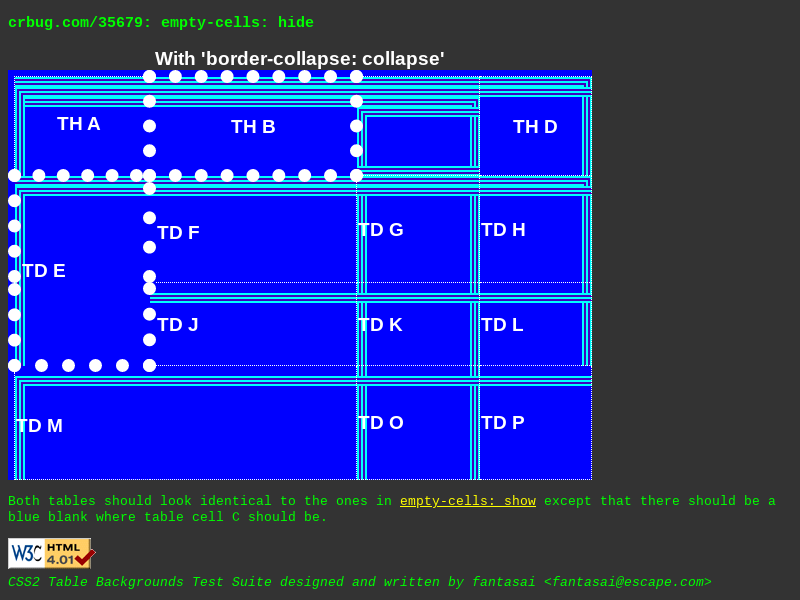 crbug.com/35679: empty-cells: hide
With 'border-collapse: collapse'
TH A TH B TH D
TD F TD G TD H
TD E
TD J TD K TD L
TD M TD O TD P
Both tables should look identical to the ones in empty-cells: show except that there should be a
blue blank where table cell C should be.
W3C HTML 4.01
CSS2 Table Backgrounds Test Suite designed and written by fantasai <fantasai@escape.com>